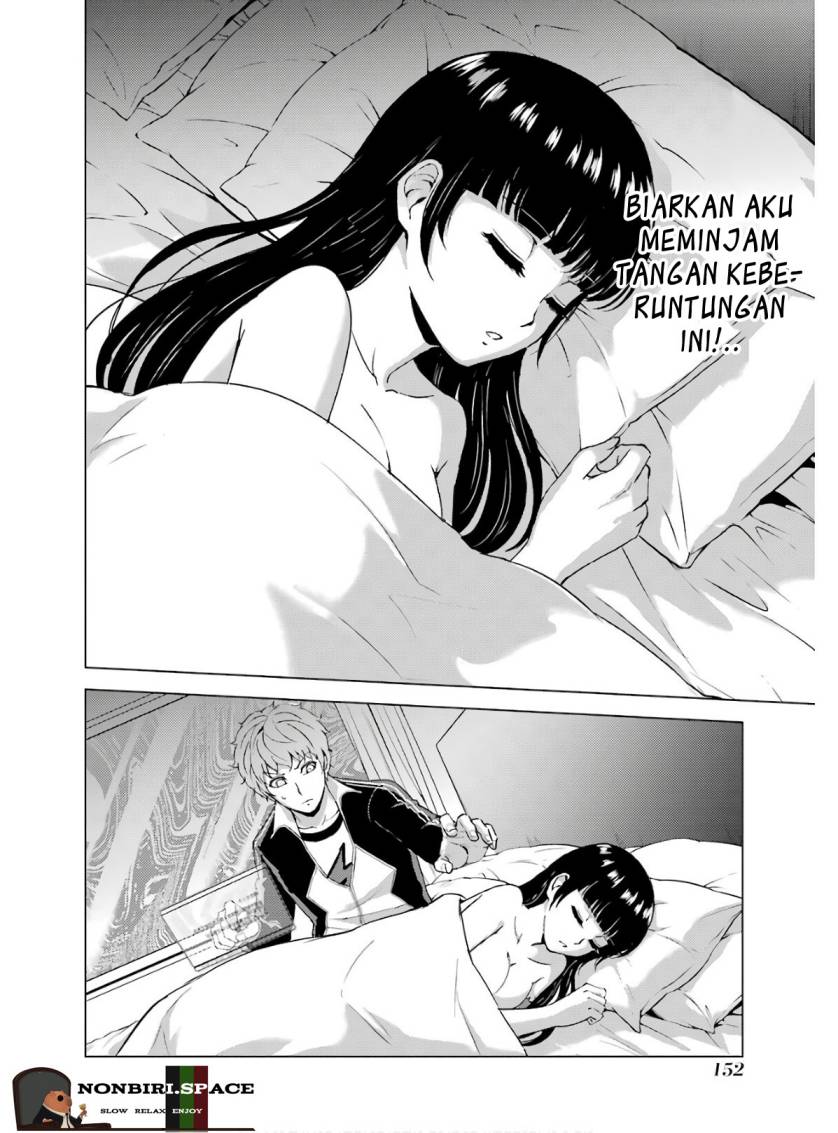 BIARKAN AKU
MEMINJAM
TANGAN KEBE-
RUNTUNGAN
INI!..
152
NONBIRI.SPACE
SLOW RELAX ENJOY